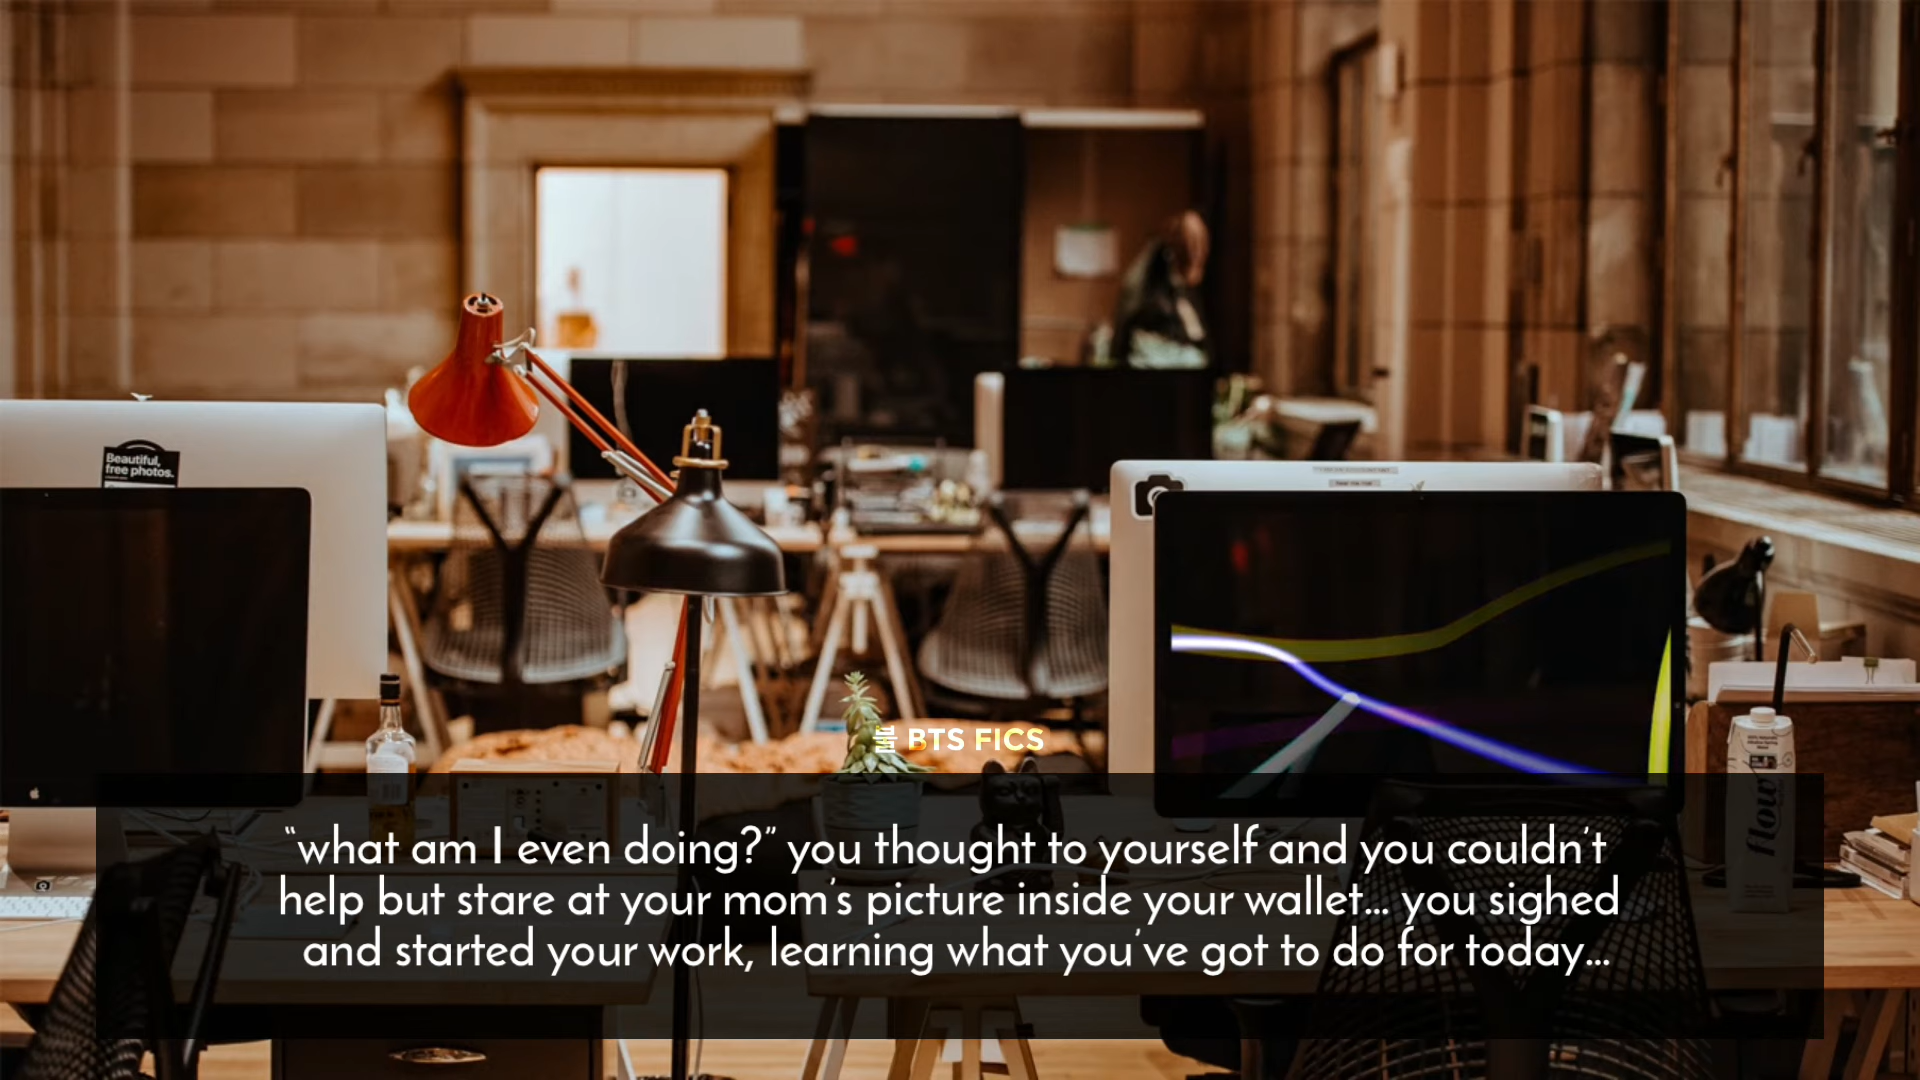 Beautiful,
free photos.
BTS FICS
“what am I even doing?” you thought to yourself and you couldn’t
help but stare at your mom’s picture inside your wallet... you sighed
and started your work, learning what you’ve got to do for today...
flow